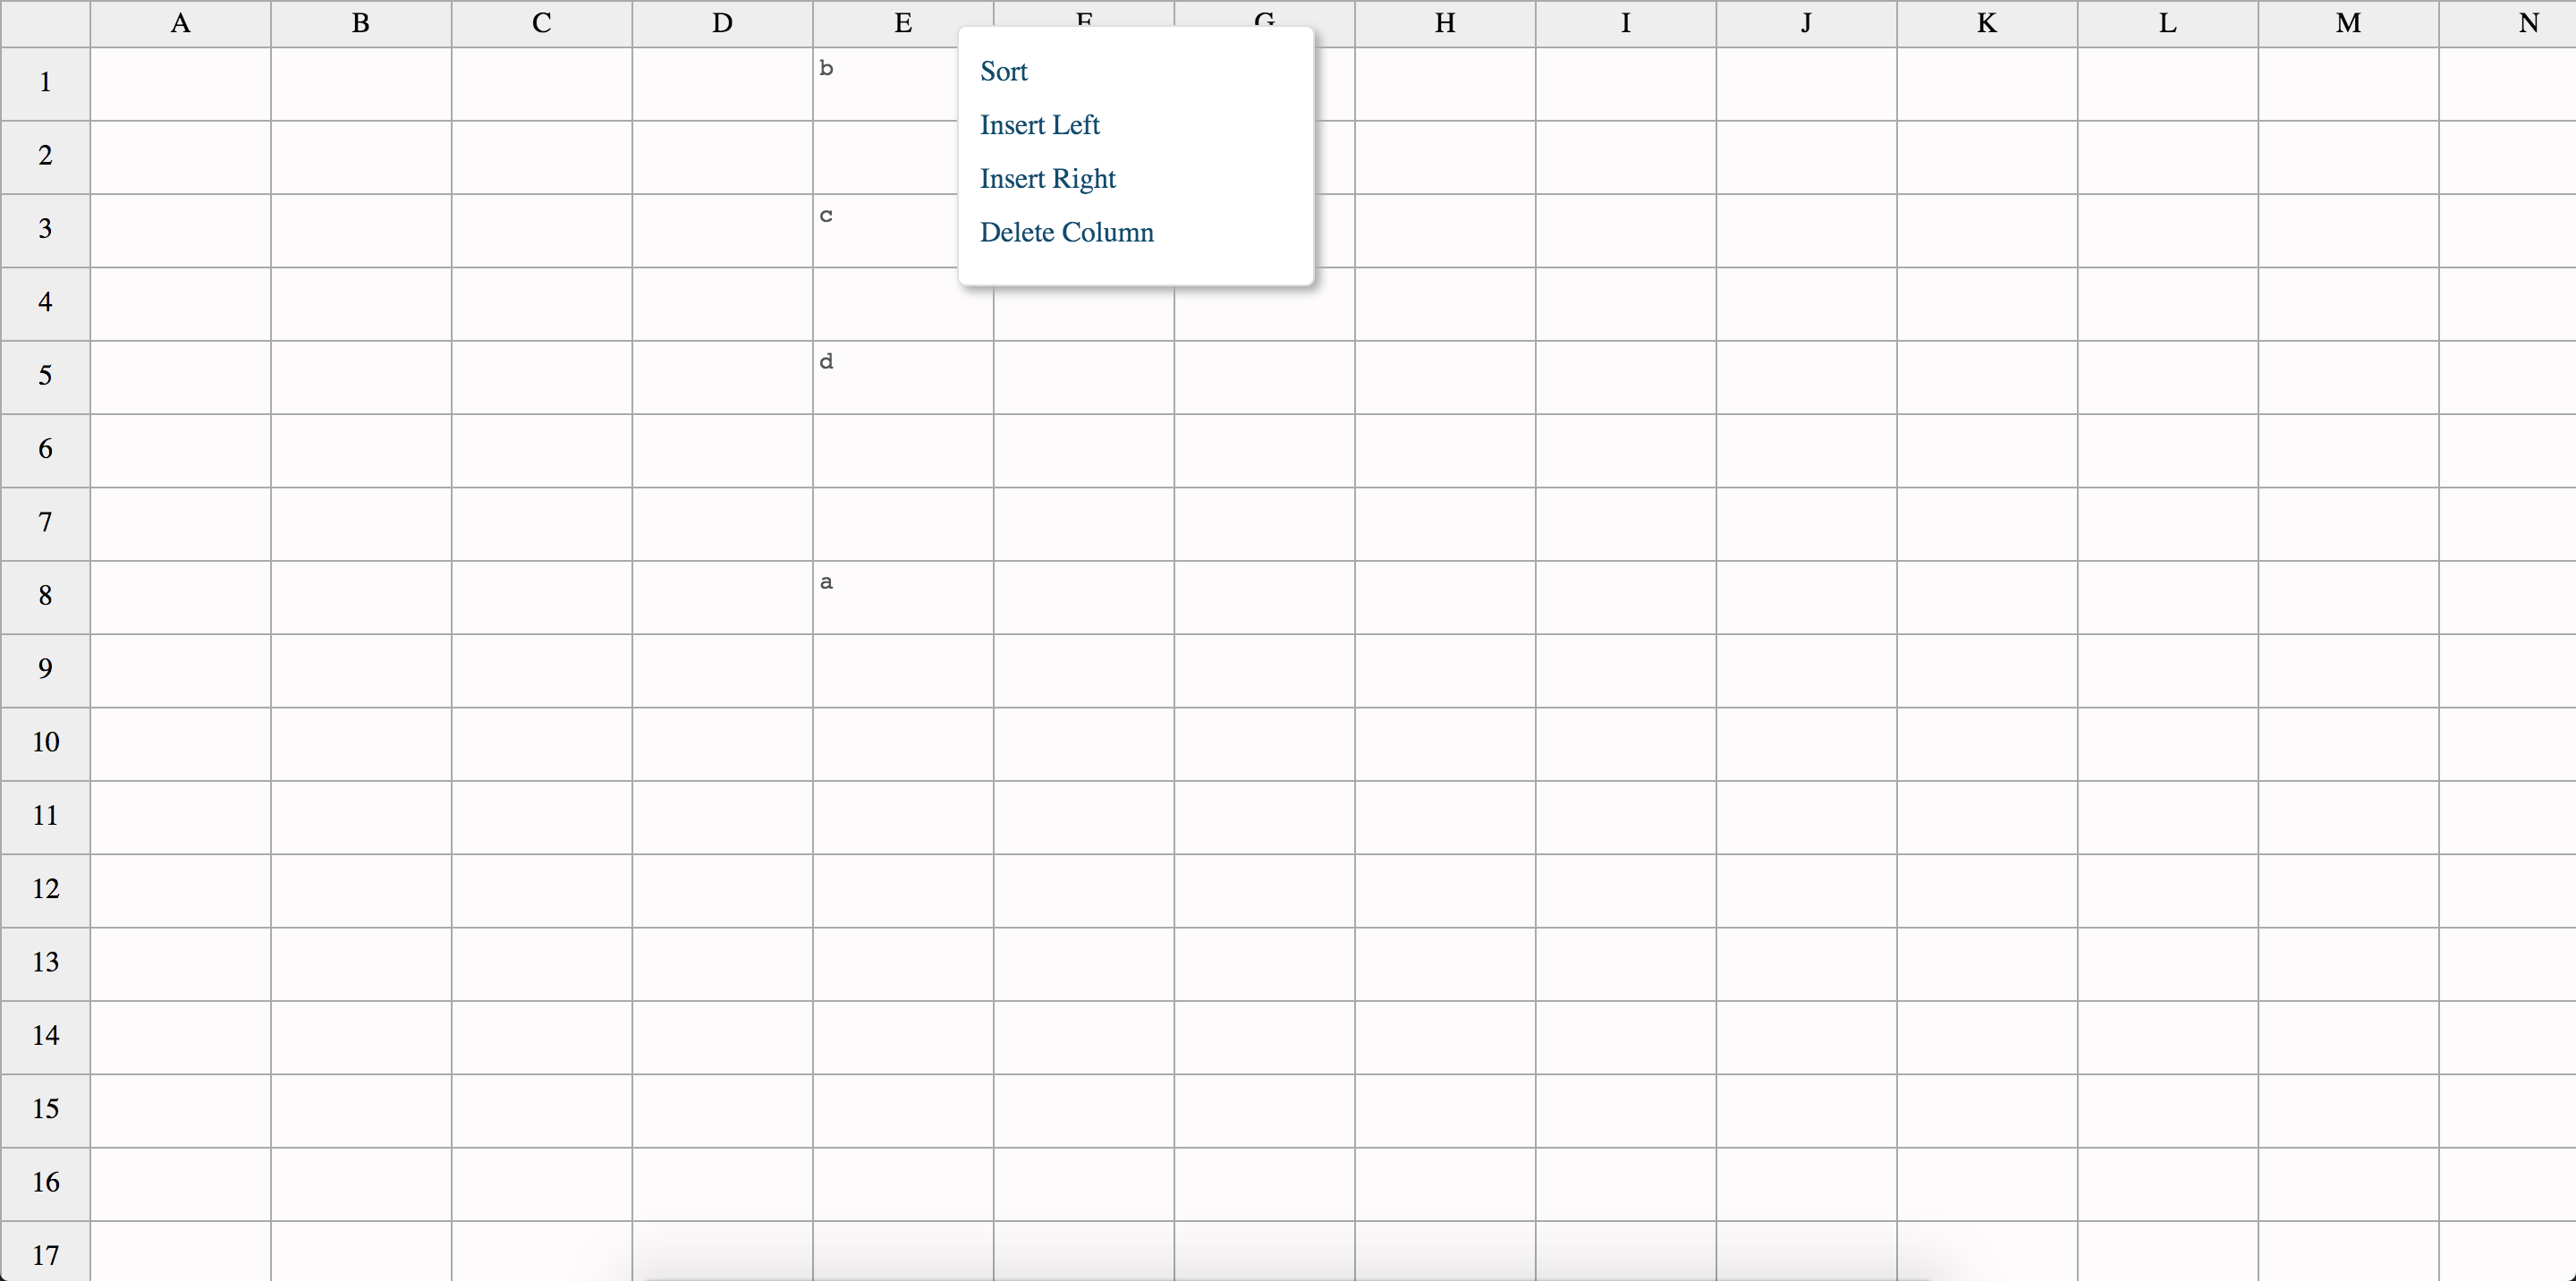 A B C D E F G H I J K L M N
1 b
Sort
Insert Left
2
Insert Right
3 c
Delete Column
4
5 d
6
7
8 a
9
10
11
12
13
14
15
16
17